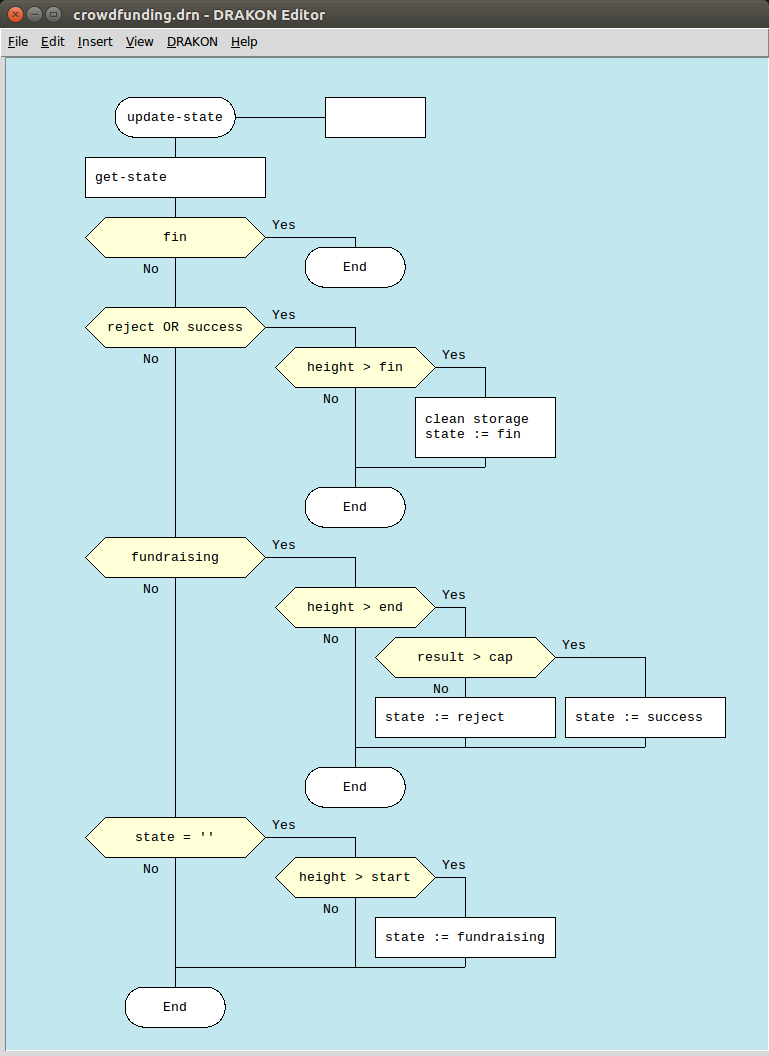 crowdfunding.drn - DRAKON Editor
File Edit Insert View DRAKON Help
update-state
get-state
fin
Yes
No
End
reject OR success
Yes
No
height > fin
Yes
No
clean storage
state := fin
End
fundraising
Yes
No
height > end
Yes
No
result > cap
Yes
No
state := reject
state := success
End
state = ''
Yes
No
height > start
Yes
No
state := fundraising
End